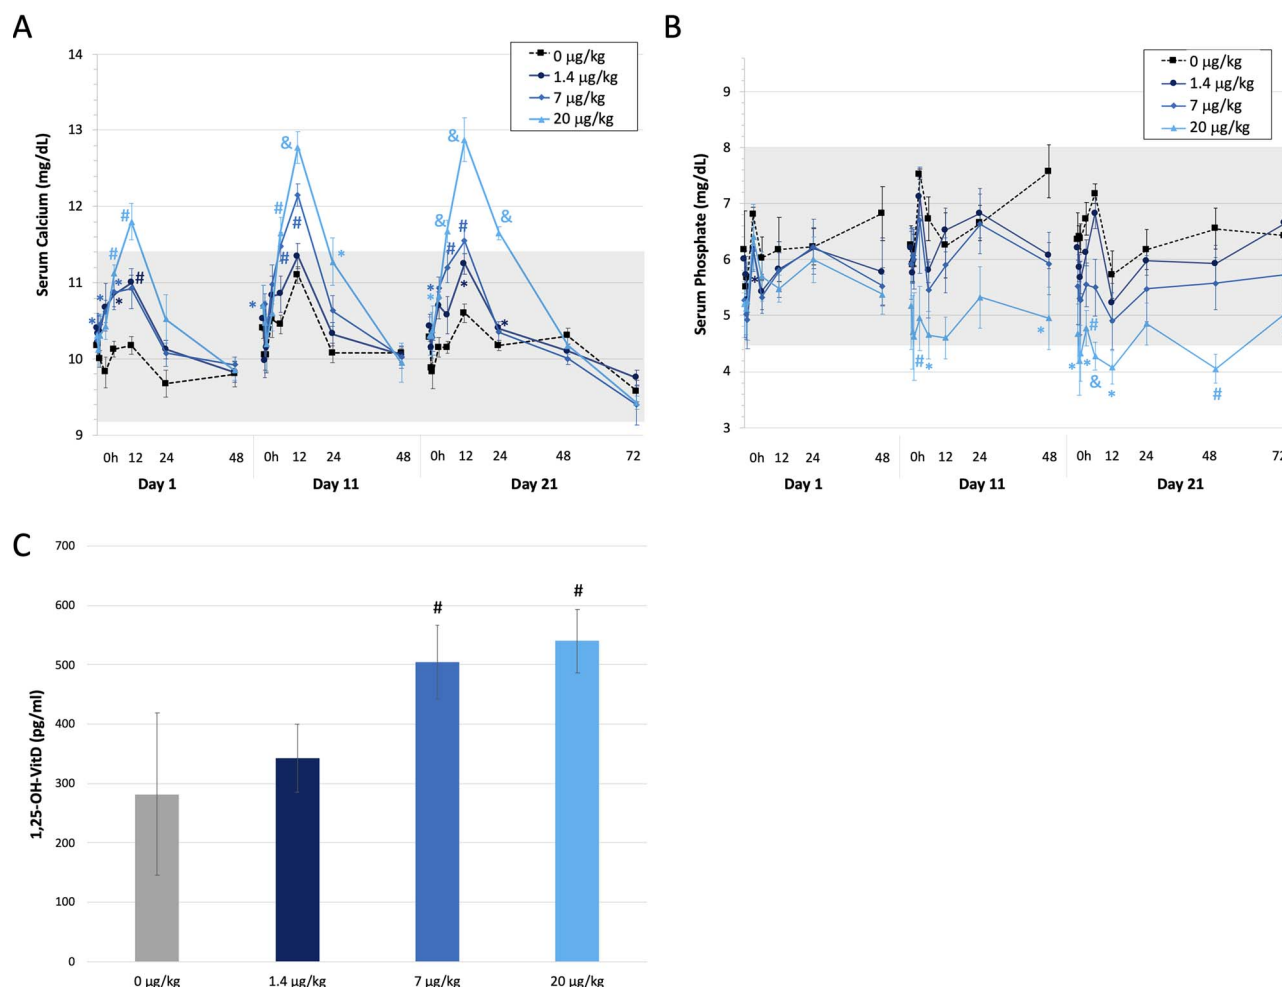 A
Serum Calcium (mg/dL)
14
13
12
11
10
9
0 µg/kg
1.4 µg/kg
7 µg/kg
20 µg/kg
* * # * * # # * # # # & * * * & # # * & & *
0h 12 24 48 0h 12 24 48 0h 12 24 48 72
Day 1 Day 11 Day 21
B
Serum Phosphate (mg/dL)
9
8
7
6
5
4
3
0 µg/kg
1.4 µg/kg
7 µg/kg
20 µg/kg
* # * * * * # & * #
0h 12 24 48 0h 12 24 48 0h 12 24 48 72
Day 1 Day 11 Day 21
C
1,25-OH-VitD (pg/ml)
700
600
500
400
300
200
100
0
# #
0 µg/kg 1.4 µg/kg 7 µg/kg 20 µg/kg